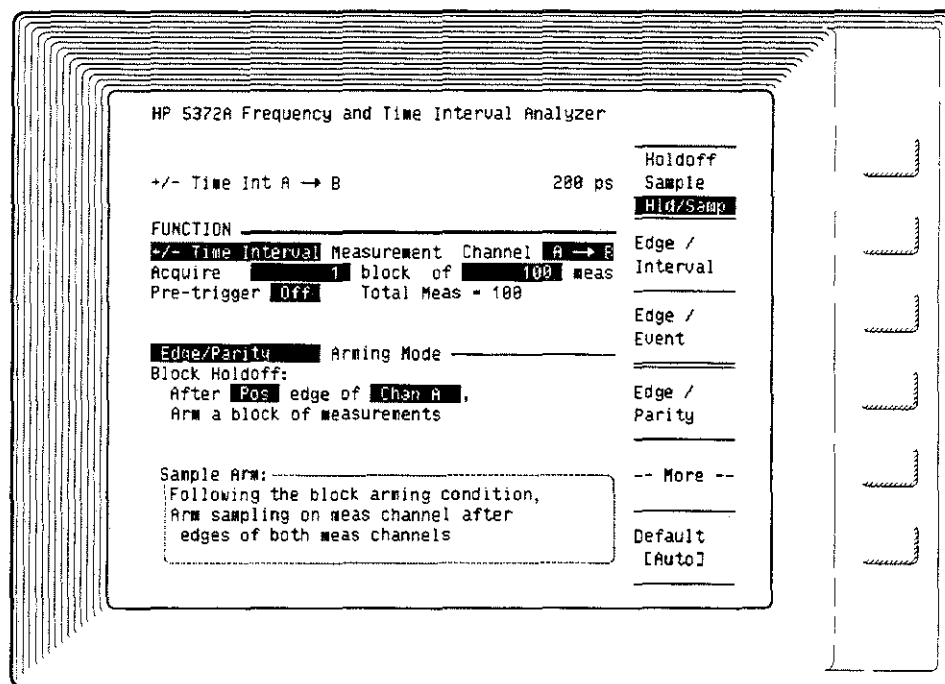 HP 5372A Frequency and Time Interval Analyzer
+/- Time Int A → B 200 ps
FUNCTION
+/- Time Interval Measurement Channel A → B
Acquire 1 block of 100 meas
Pre-trigger Off Total Meas = 100
Edge/Parity Arming Mode
Block Holdoff:
After Pos edge of Chan A ,
Arm a block of measurements
Sample Arm:
Following the block arming condition,
Arm sampling on meas channel after
edges of both meas channels
Holdoff
Sample
Hld/Samp
Edge /
Interval
Edge /
Event
Edge /
Parity
-- More --
Default
[Auto]